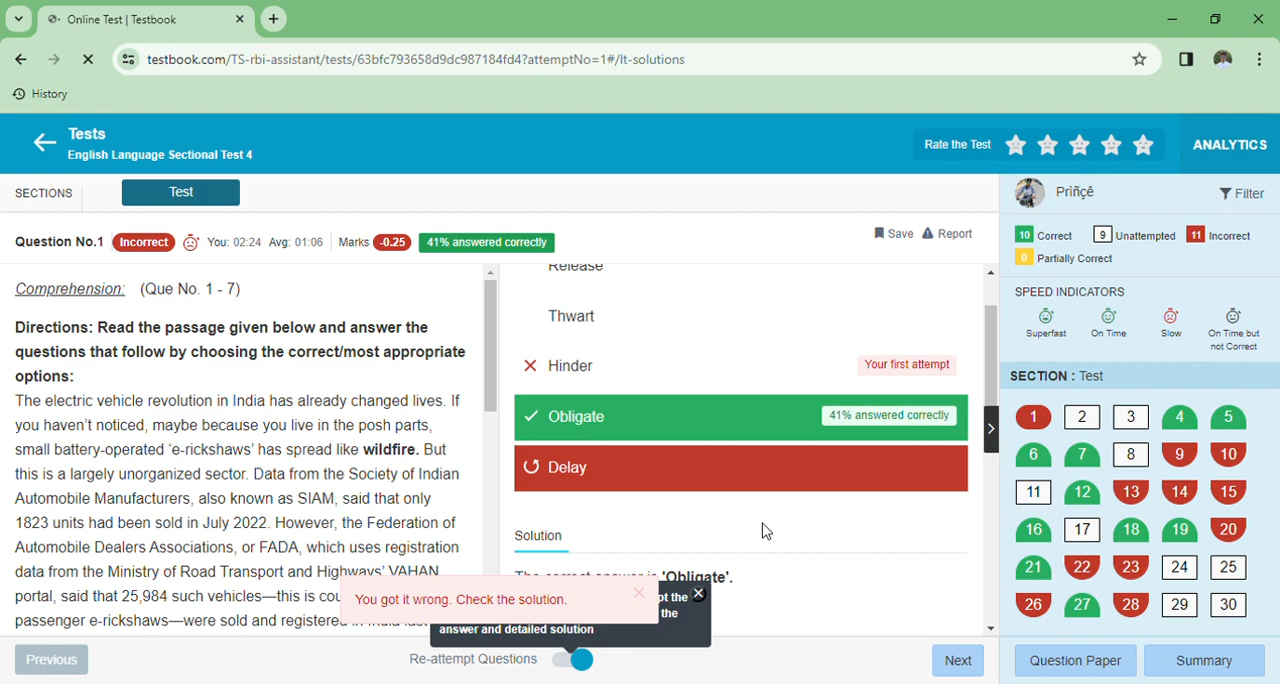 Online Test | Testbook
testbook.com/TS-rbi-assistant/tests/63bfc793658d9dc987184fd4?attemptNo=1#/lt-solutions
History
Tests
English Language Sectional Test 4
Rate the Test
ANALYTICS
SECTIONS
Test
Priñçê
Filter
Question No.1
Incorrect
You: 02:24 Avg: 01:06
Marks -0.25
41% answered correctly
Save
Report
10 Correct
9 Unattempted
11 Incorrect
0 Partially Correct
Comprehension: (Que No. 1 - 7)
Directions: Read the passage given below and answer the
questions that follow by choosing the correct/most appropriate
options:
The electric vehicle revolution in India has already changed lives. If
you haven't noticed, maybe because you live in the posh parts,
small battery-operated 'e-rickshaws' has spread like wildfire. But
this is a largely unorganized sector. Data from the Society of Indian
Automobile Manufacturers, also known as SIAM, said that only
1823 units had been sold in July 2022. However, the Federation of
Automobile Dealers Associations, or FADA, which uses registration
data from the Ministry of Road Transport and Highways' VAHAN
portal, said that 25,984 such vehicles—this is cou
passenger e-rickshaws—were sold and registered in India last
Release
Thwart
Hinder
Your first attempt
Obligate
41% answered correctly
Delay
Solution
The correct answer is 'Obligate'.
You got it wrong. Check the solution.
pt the
the
answer and detailed solution
SPEED INDICATORS
Superfast
On Time
Slow
On Time but
not Correct
SECTION : Test
1 2 3 4 5
6 7 8 9 10
11 12 13 14 15
16 17 18 19 20
21 22 23 24 25
26 27 28 29 30
Previous
Re-attempt Questions
Next
Question Paper
Summary